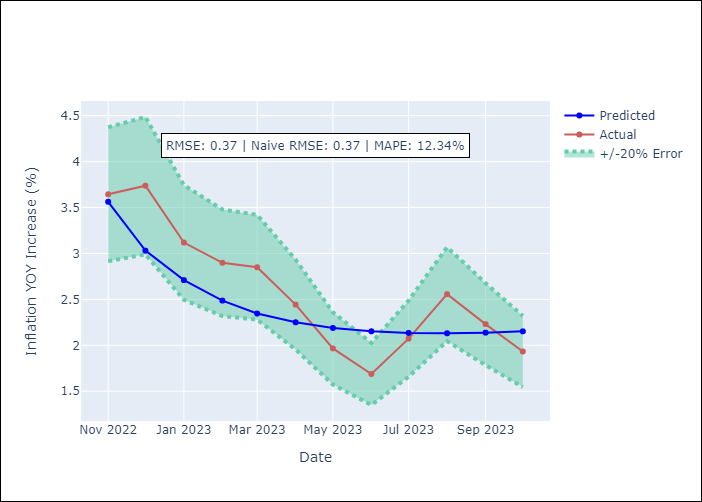 RMSE: 0.37 | Naive RMSE: 0.37 | MAPE: 12.34%
Predicted
Actual
+/-20% Error
Inflation YOY Increase (%)
4.5
4
3.5
3
2.5
2
1.5
Nov 2022 Jan 2023 Mar 2023 May 2023 Jul 2023 Sep 2023
Date